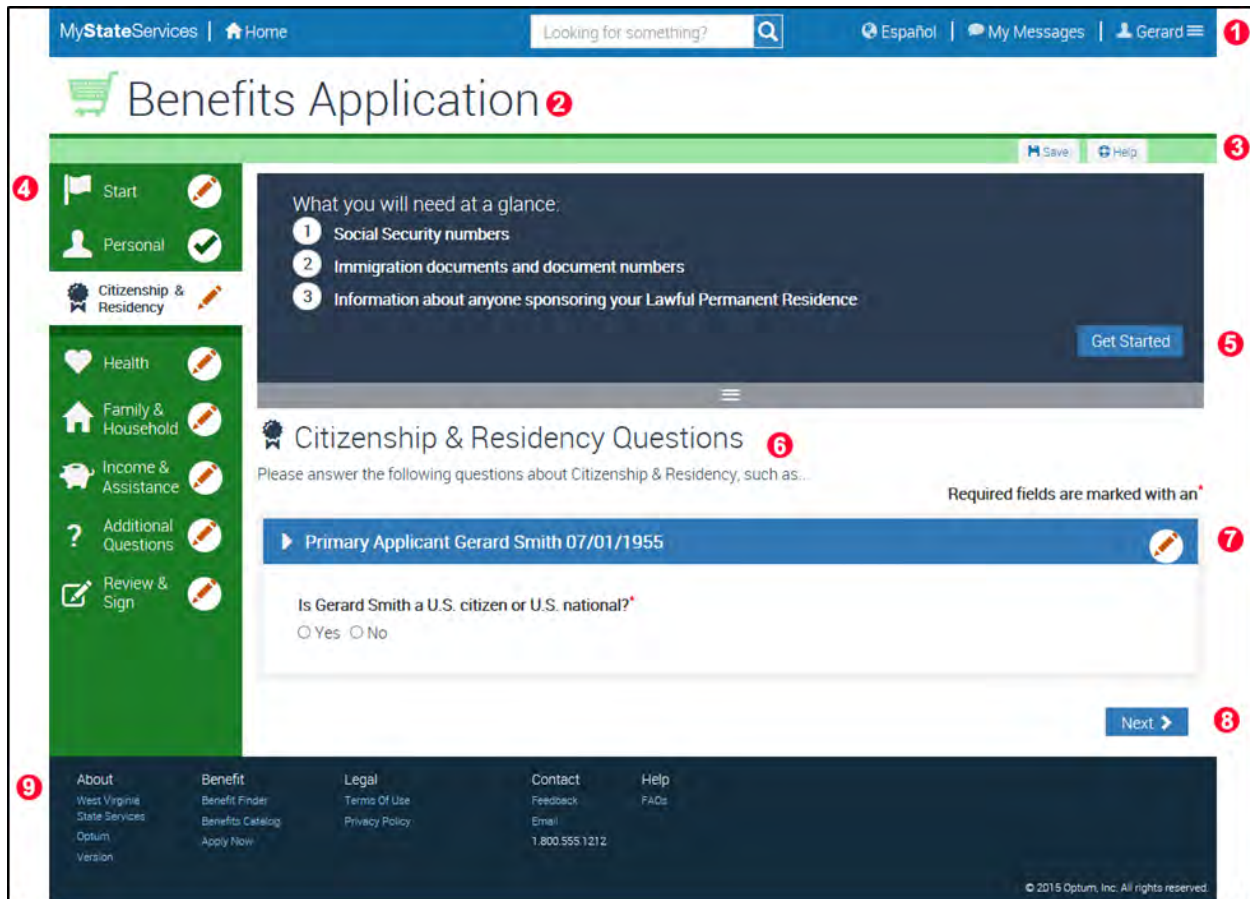 MyStateServices | Home Looking for something? Español | My Messages | Gerard 1
Benefits Application 2
Save Help 3
4 Start
Personal
Citizenship &
Residency
Health
Family &
Household
Income &
Assistance
? Additional
Questions
Review &
Sign
What you will need at a glance:
1 Social Security numbers
2 Immigration documents and document numbers
3 Information about anyone sponsoring your Lawful Permanent Residence
Get Started 5
Citizenship & Residency Questions 6
Please answer the following questions about Citizenship & Residency, such as...
Required fields are marked with an*
Primary Applicant Gerard Smith 07/01/1955 7
Is Gerard Smith a U.S. citizen or U.S. national?*
Yes No
Next 8
9 About
West Virginia
State Services
Optum
Version
Benefit
Benefit Finder
Benefits Catalog
Apply Now
Legal
Terms Of Use
Privacy Policy
Contact
Feedback
Email
1.800.555.1212
Help
FAQs
© 2015 Optum, Inc. All rights reserved.